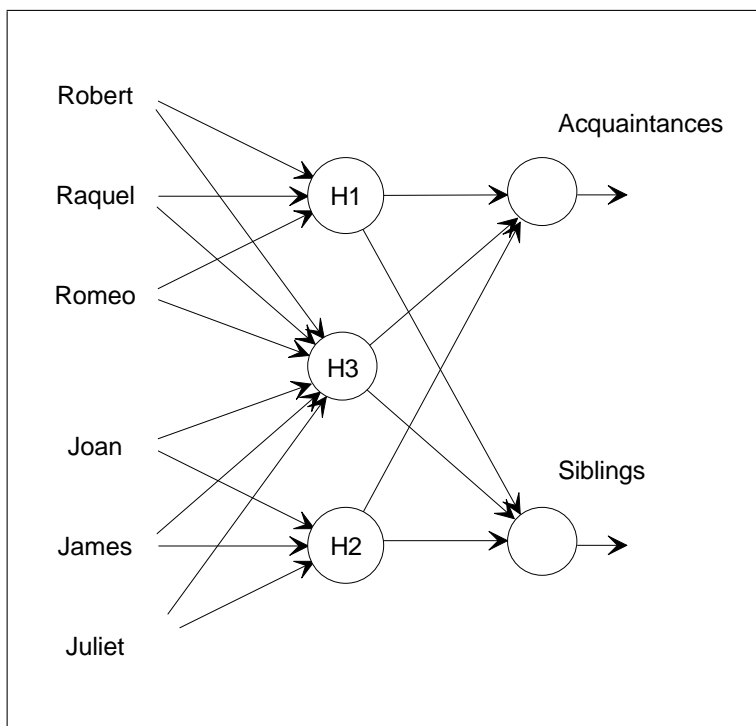 Robert
Acquaintances
Raquel
H1
Romeo
H3
Joan
Siblings
James
H2
Juliet